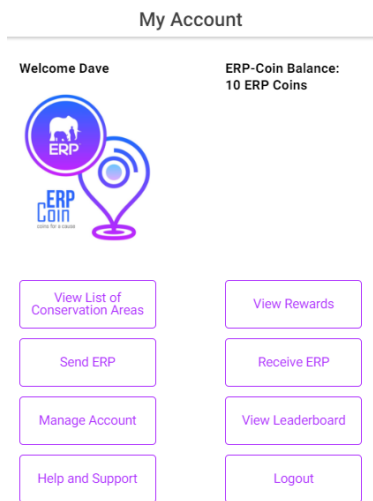 My Account
Welcome Dave
ERP-Coin Balance:
10 ERP Coins
ERP
ERP
Coin
coins for a cause
View List of
Conservation Areas
View Rewards
Send ERP
Receive ERP
Manage Account
View Leaderboard
Help and Support
Logout